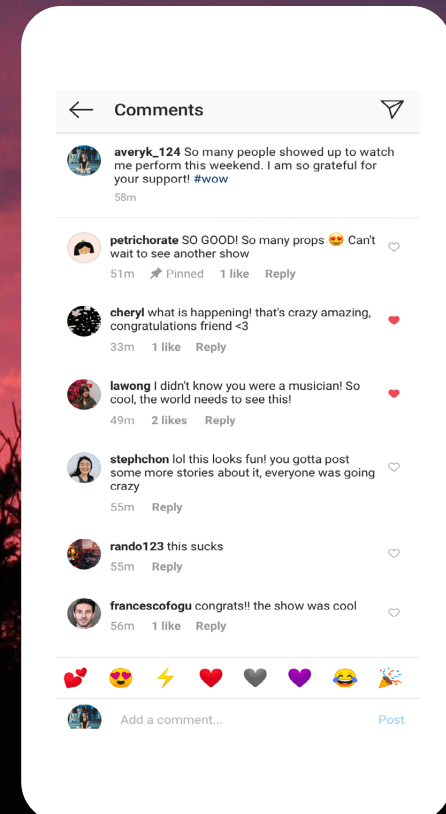 Comments
averyk_124 So many people showed up to watch
me perform this weekend. I am so grateful for
your support! #wow
58m
petrichorate SO GOOD! So many props 😍 Can't
wait to see another show
51m 📌 Pinned 1 like Reply
cheryl what is happening! that's crazy amazing,
congratulations friend <3
33m 1 like Reply
lawong I didn't know you were a musician! So
cool, the world needs to see this!
49m 2 likes Reply
stephchon lol this looks fun! you gotta post
some more stories about it, everyone was going
crazy
55m Reply
rando123 this sucks
55m Reply
francescofogu congrats!! the show was cool
56m 1 like Reply
💕 😍 ⚡ ❤️ 🩶 💜 😂 🎉
Add a comment... Post